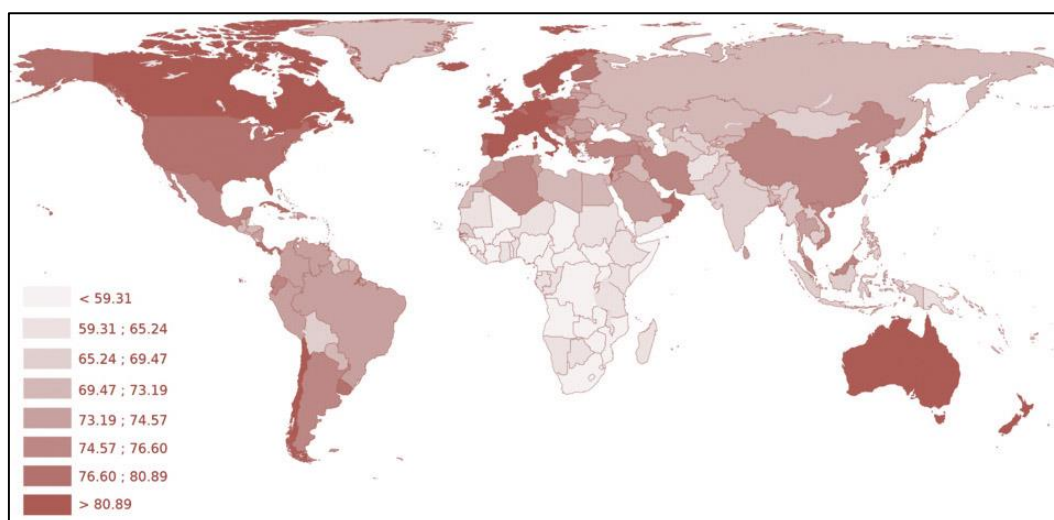 < 59.31
59.31 ; 65.24
65.24 ; 69.47
69.47 ; 73.19
73.19 ; 74.57
74.57 ; 76.60
76.60 ; 80.89
> 80.89